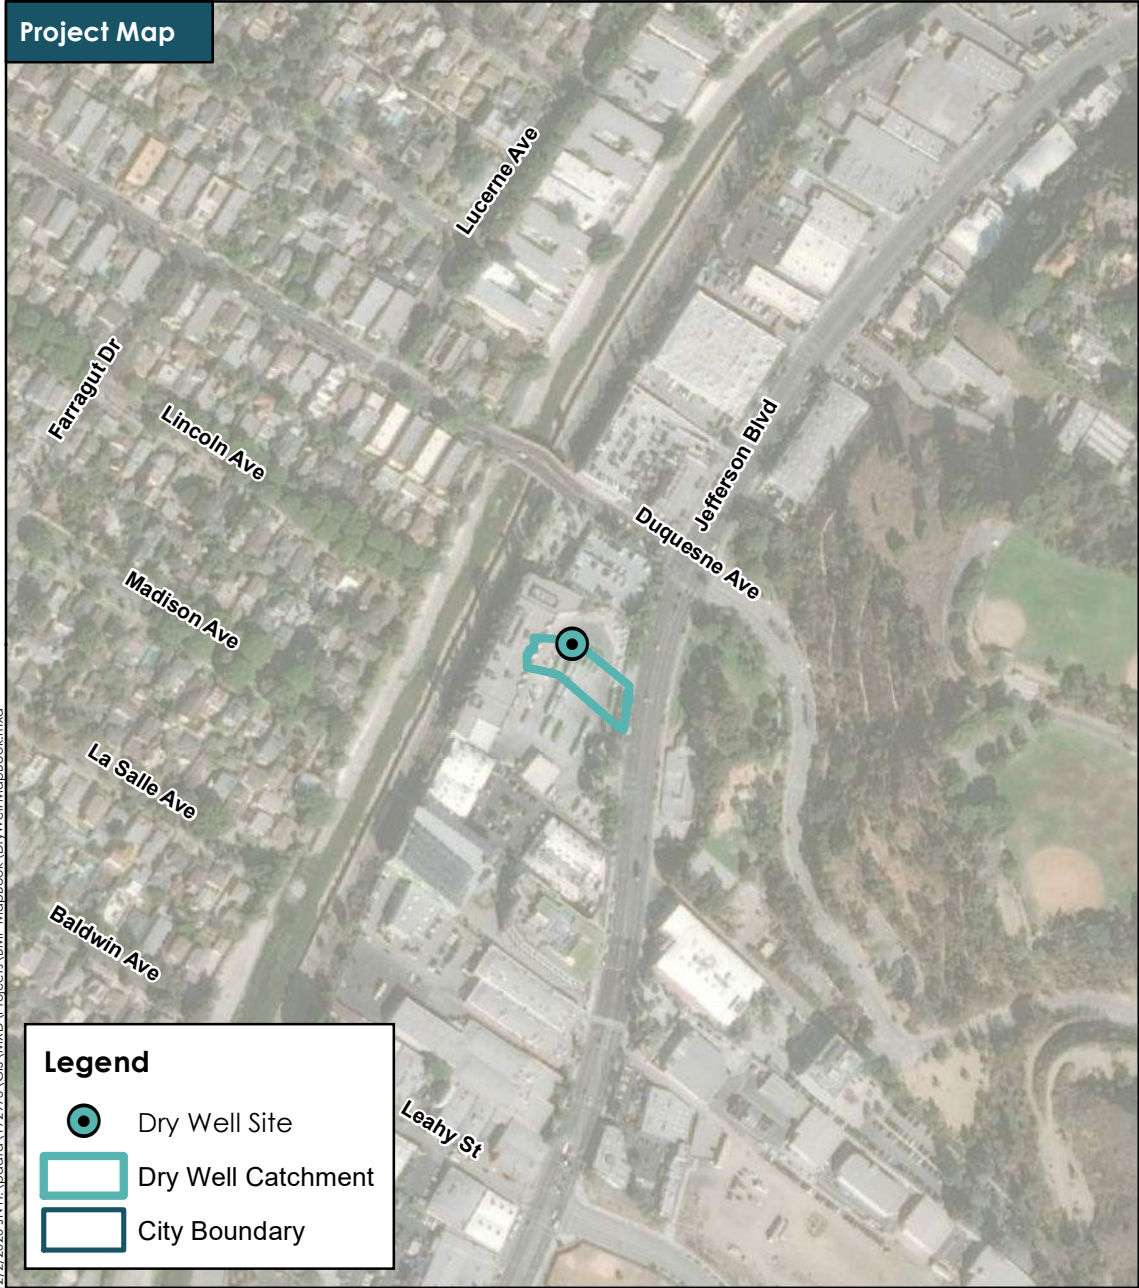 Project Map
Lucerne Ave
Farragut Dr
Lincoln Ave
Jefferson Blvd
Duquesne Ave
Madison Ave
La Salle Ave
Baldwin Ave
Leahy St
Legend
Dry Well Site
Dry Well Catchment
City Boundary